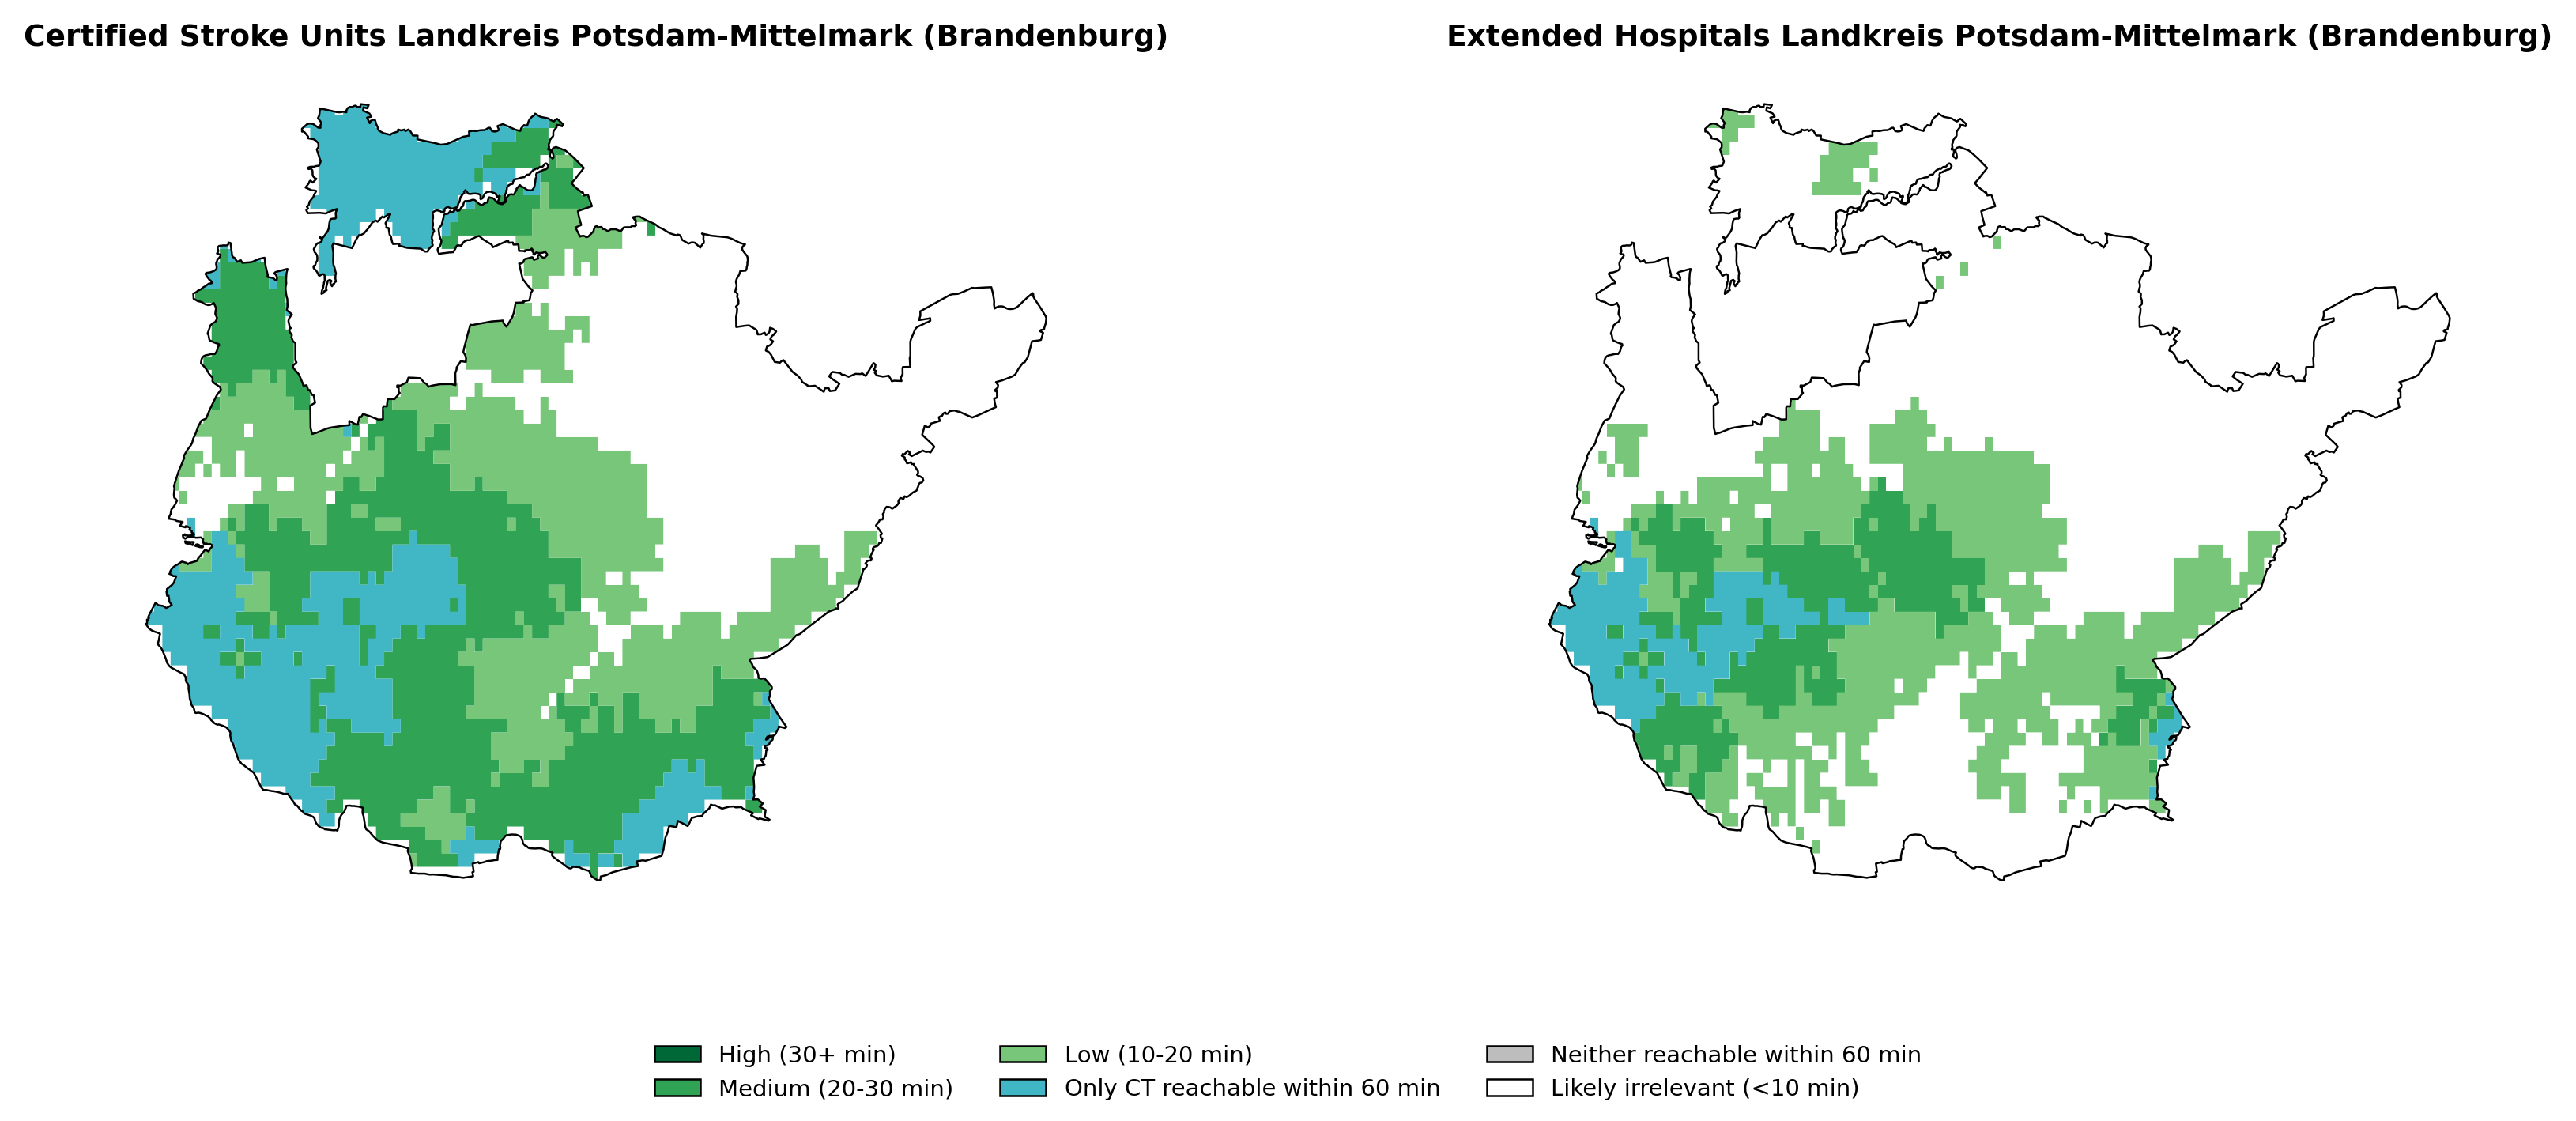 Certified Stroke Units Landkreis Potsdam-Mittelmark (Brandenburg)
Extended Hospitals Landkreis Potsdam-Mittelmark (Brandenburg)
High (30+ min)
Medium (20-30 min)
Low (10-20 min)
Only CT reachable within 60 min
Neither reachable within 60 min
Likely irrelevant (<10 min)